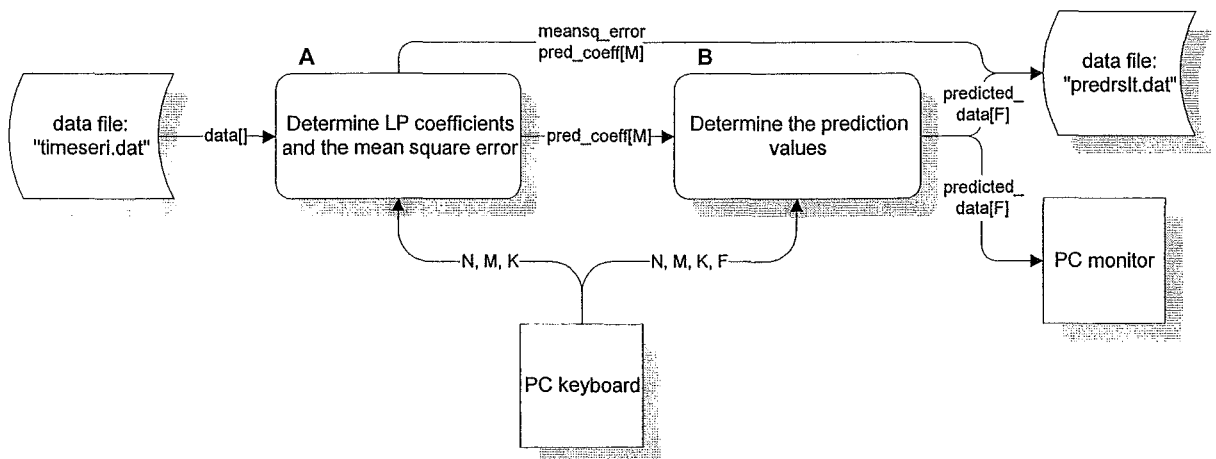 A
meansq_error
pred_coeff[M]
B
data file:
"timeseri.dat"
data[]
Determine LP coefficients
and the mean square error
pred_coeff[M]
Determine the prediction
values
predicted_
data[F]
data file:
"predrslt.dat"
predicted_
data[F]
N, M, K
N, M, K, F
PC monitor
PC keyboard